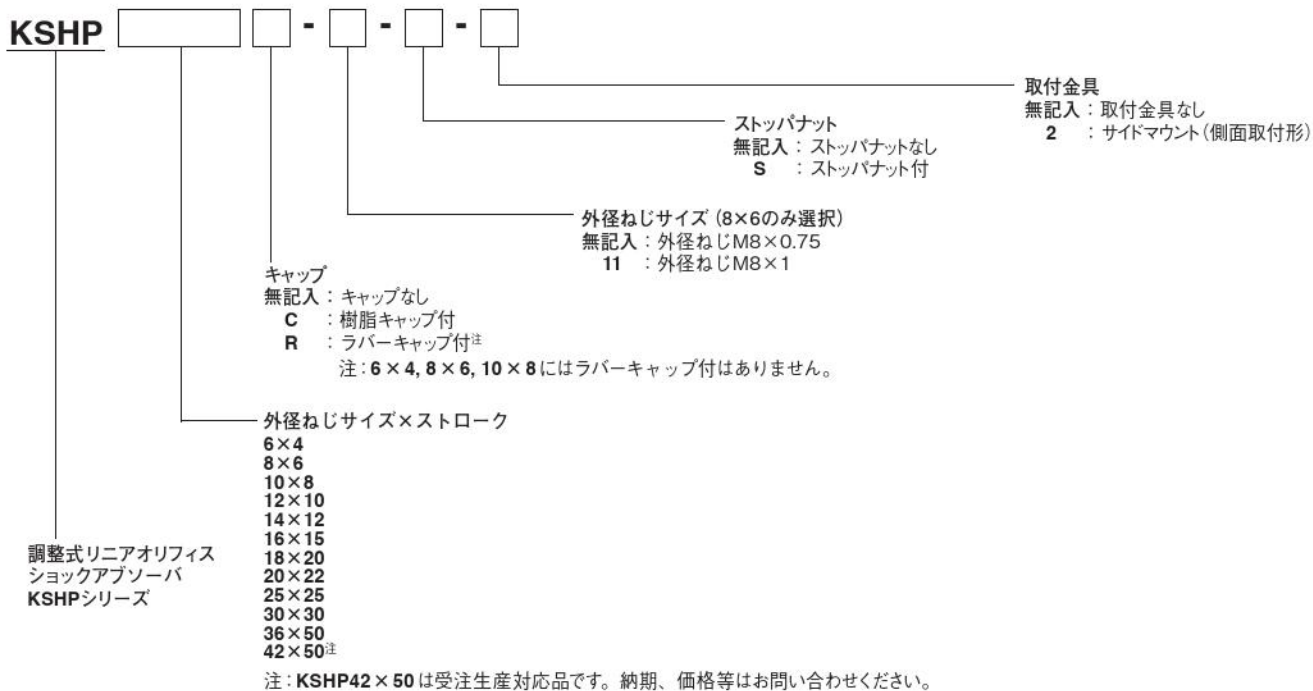 KSHP - - -
取付金具
無記入：取付金具なし
2 ：サイドマウント(側面取付形)
ストッパナット
無記入：ストッパナットなし
S ：ストッパナット付
外径ねじサイズ (8×6のみ選択)
無記入：外径ねじM8×0.75
11 ：外径ねじM8×1
キャップ
無記入：キャップなし
C ：樹脂キャップ付
R ：ラバーキャップ付注
注：6×4, 8×6, 10×8にはラバーキャップ付はありません。
外径ねじサイズ×ストローク
6×4
8×6
10×8
12×10
14×12
16×15
18×20
20×22
25×25
30×30
36×50
42×50注
注：KSHP42×50は受注生産対応品です。納期、価格等はお問い合わせください。
調整式リニアオリフィス
ショックアブソーバ
KSHPシリーズ